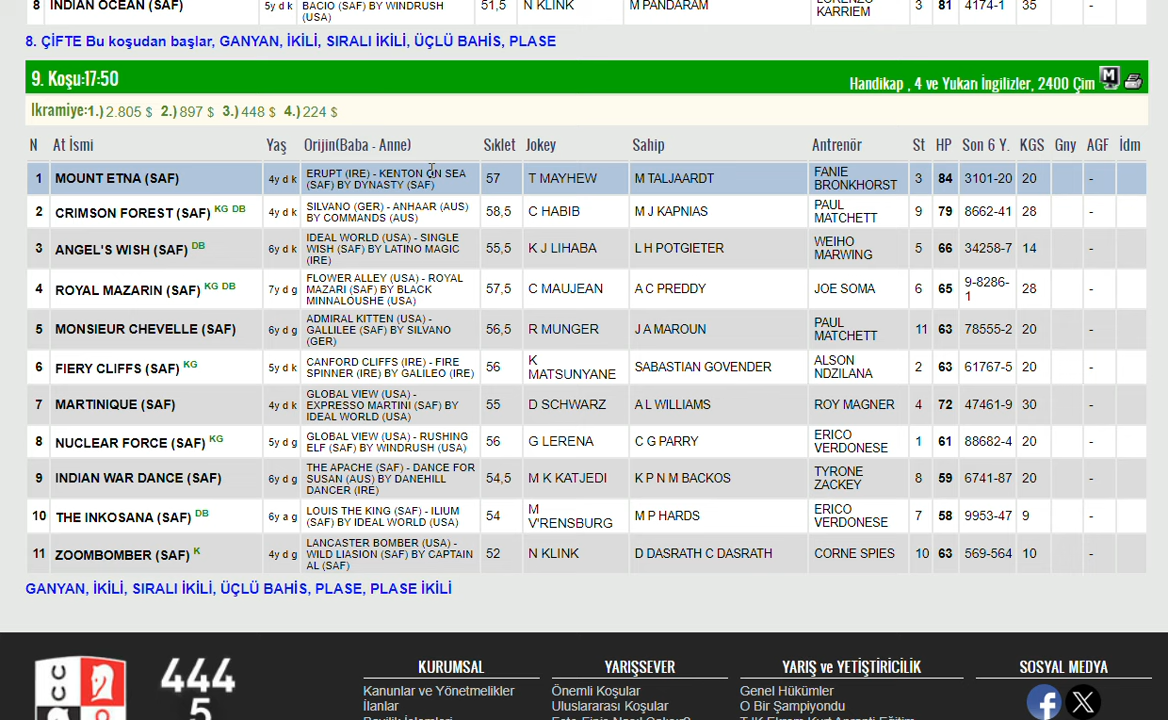 8 INDIAN OCEAN (SAF) 5y d k BACIO (SAF) BY WINDRUSH (USA) 51,5 N KLINK M PANDARAM KARRIEM 3 81 4174-1 35 -
8. ÇİFTE Bu koşudan başlar, GANYAN, İKİLİ, SIRALI İKİLİ, ÜÇLÜ BAHİS, PLASE
9. Koşu:17:50 Handikap , 4 ve Yukarı İngilizler, 2400 Çim M
İkramiye:1.) 2.805 $ 2.) 897 $ 3.) 448 $ 4.) 224 $
N At İsmi Yaş Orijin(Baba - Anne) Sıklet Jokey Sahip Antrenör St HP Son 6 Y. KGS Gny AGF İdm
1 MOUNT ETNA (SAF) 4y d k ERUPT (IRE) - KENTON ON SEA (SAF) BY DYNASTY (SAF) 57 T MAYHEW M TALJAARDT FANIE BRONKHORST 3 84 3101-20 20 -
2 CRIMSON FOREST (SAF) KG DB 4y d k SILVANO (GER) - ANHAAR (AUS) BY COMMANDS (AUS) 58,5 C HABIB M J KAPNIAS PAUL MATCHETT 9 79 8662-41 28 -
3 ANGEL'S WISH (SAF) DB 6y d k IDEAL WORLD (USA) - SINGLE WISH (SAF) BY LATINO MAGIC (IRE) 55,5 K J LIHABA L H POTGIETER WEIHO MARWING 5 66 34258-7 14 -
4 ROYAL MAZARIN (SAF) KG DB 7y d g FLOWER ALLEY (USA) - ROYAL MAZARI (SAF) BY BLACK MINNALOUSHE (USA) 57,5 C MAUJEAN A C PREDDY JOE SOMA 6 65 9-8286-1 28 -
5 MONSIEUR CHEVELLE (SAF) 6y d g ADMIRAL KITTEN (USA) - GALLILEE (SAF) BY SILVANO (GER) 56,5 R MUNGER J A MAROUN PAUL MATCHETT 11 63 78555-2 20 -
6 FIERY CLIFFS (SAF) KG 5y d k CANFORD CLIFFS (IRE) - FIRE SPINNER (IRE) BY GALILEO (IRE) 56 K MATSUNYANE SABASTIAN GOVENDER ALSON NDZILANA 2 63 61767-5 20 -
7 MARTINIQUE (SAF) 4y d k GLOBAL VIEW (USA) - EXPRESSO MARTINI (SAF) BY IDEAL WORLD (USA) 55 D SCHWARZ A L WILLIAMS ROY MAGNER 4 72 47461-9 30 -
8 NUCLEAR FORCE (SAF) KG 5y d g GLOBAL VIEW (USA) - RUSHING ELF (SAF) BY WINDRUSH (USA) 56 G LERENA C G PARRY ERICO VERDONESE 1 61 88682-4 20 -
9 INDIAN WAR DANCE (SAF) 6y d g THE APACHE (SAF) - DANCE FOR SUSAN (AUS) BY DANEHILL DANCER (IRE) 54,5 M K KATJEDI K P N M BACKOS TYRONE ZACKEY 8 59 6741-87 20 -
10 THE INKOSANA (SAF) DB 6y a g LOUIS THE KING (SAF) - ILIUM (SAF) BY IDEAL WORLD (USA) 54 M V'RENSBURG M P HARDS ERICO VERDONESE 7 58 9953-47 9 -
11 ZOOMBOMBER (SAF) K 4y d g LANCASTER BOMBER (USA) - WILD LIASION (SAF) BY CAPTAIN AL (SAF) 52 N KLINK D DASRATH C DASRATH CORNE SPIES 10 63 569-564 10 -
GANYAN, İKİLİ, SIRALI İKİLİ, ÜÇLÜ BAHİS, PLASE, PLASE İKİLİ
444 KURUMSAL YARIŞSEVER YARIŞ ve YETİŞTİRİCİLİK SOSYAL MEDYA
5 Kanunlar ve Yönetmelikler Önemli Koşular Genel Hükümler
İlanlar Uluslararası Koşular O Bir Şampiyondu